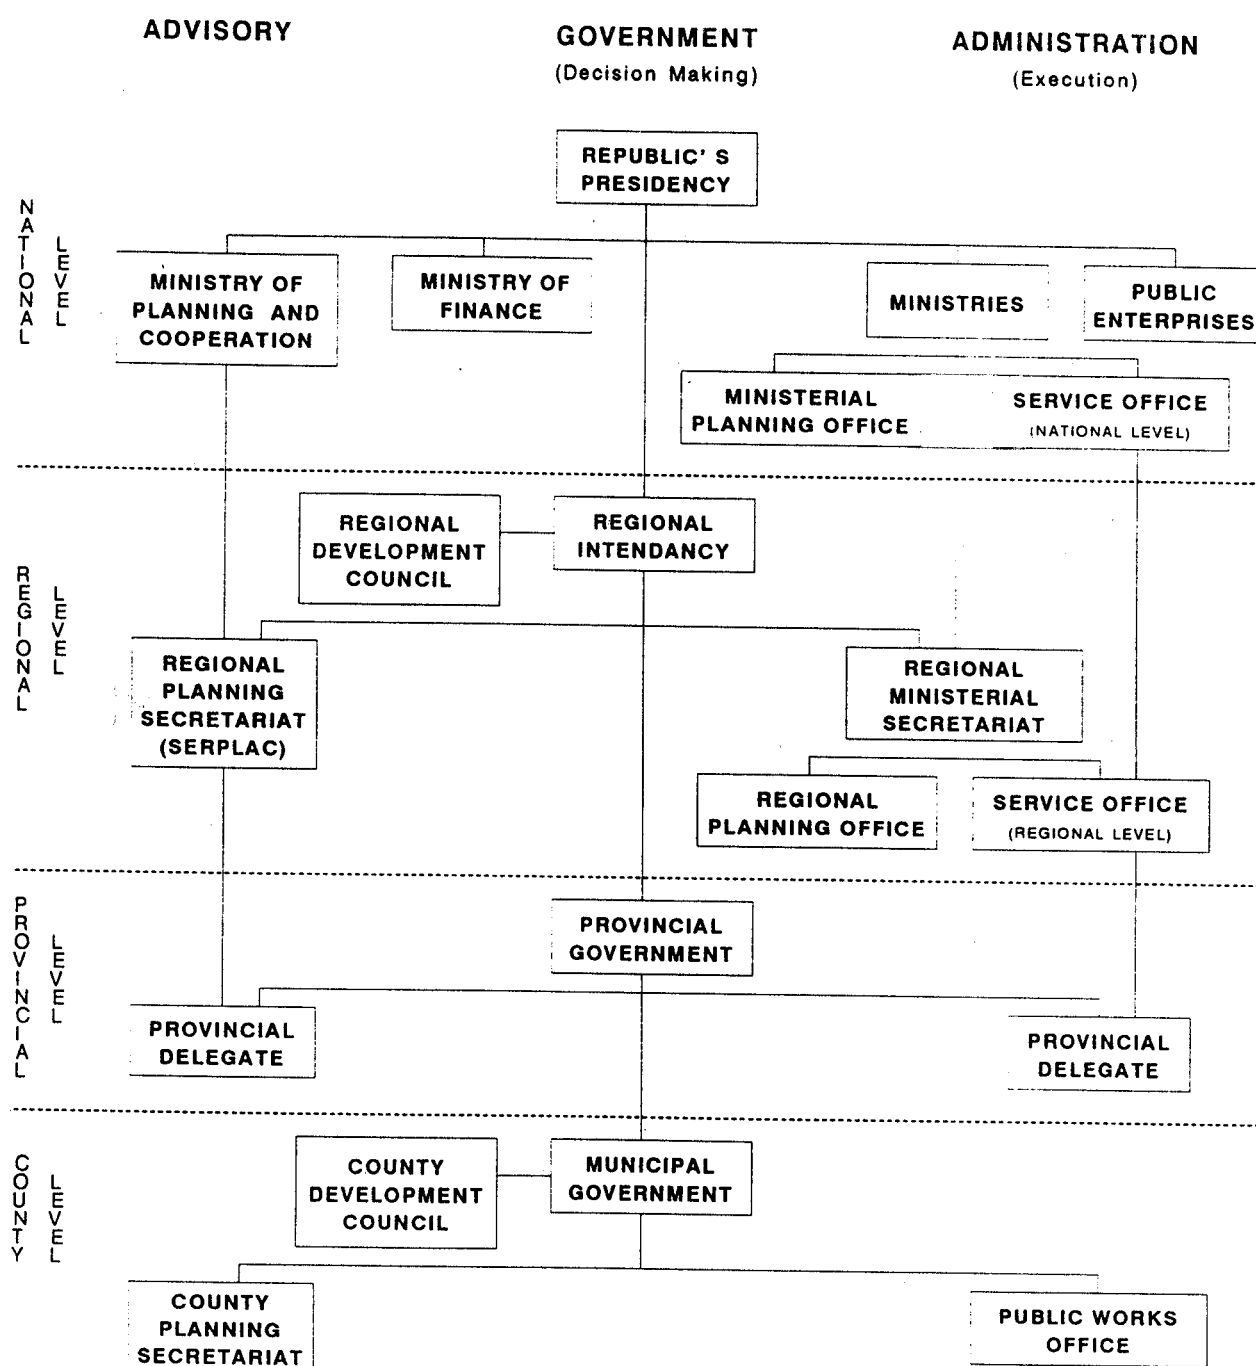 ADVISORY
GOVERNMENT
(Decision Making)
ADMINISTRATION
(Execution)
NATIONAL
LEVEL
REPUBLIC' S
PRESIDENCY
MINISTRY OF
PLANNING AND
COOPERATION
MINISTRY OF
FINANCE
MINISTRIES
PUBLIC
ENTERPRISES
MINISTERIAL
PLANNING OFFICE
SERVICE OFFICE
(NATIONAL LEVEL)
REGIONAL
LEVEL
REGIONAL
DEVELOPMENT
COUNCIL
REGIONAL
INTENDANCY
REGIONAL
PLANNING
SECRETARIAT
(SERPLAC)
REGIONAL
MINISTERIAL
SECRETARIAT
REGIONAL
PLANNING OFFICE
SERVICE OFFICE
(REGIONAL LEVEL)
PROVINCIAL
LEVEL
PROVINCIAL
GOVERNMENT
PROVINCIAL
DELEGATE
PROVINCIAL
DELEGATE
COUNTY
LEVEL
COUNTY
DEVELOPMENT
COUNCIL
MUNICIPAL
GOVERNMENT
COUNTY
PLANNING
SECRETARIAT
PUBLIC WORKS
OFFICE